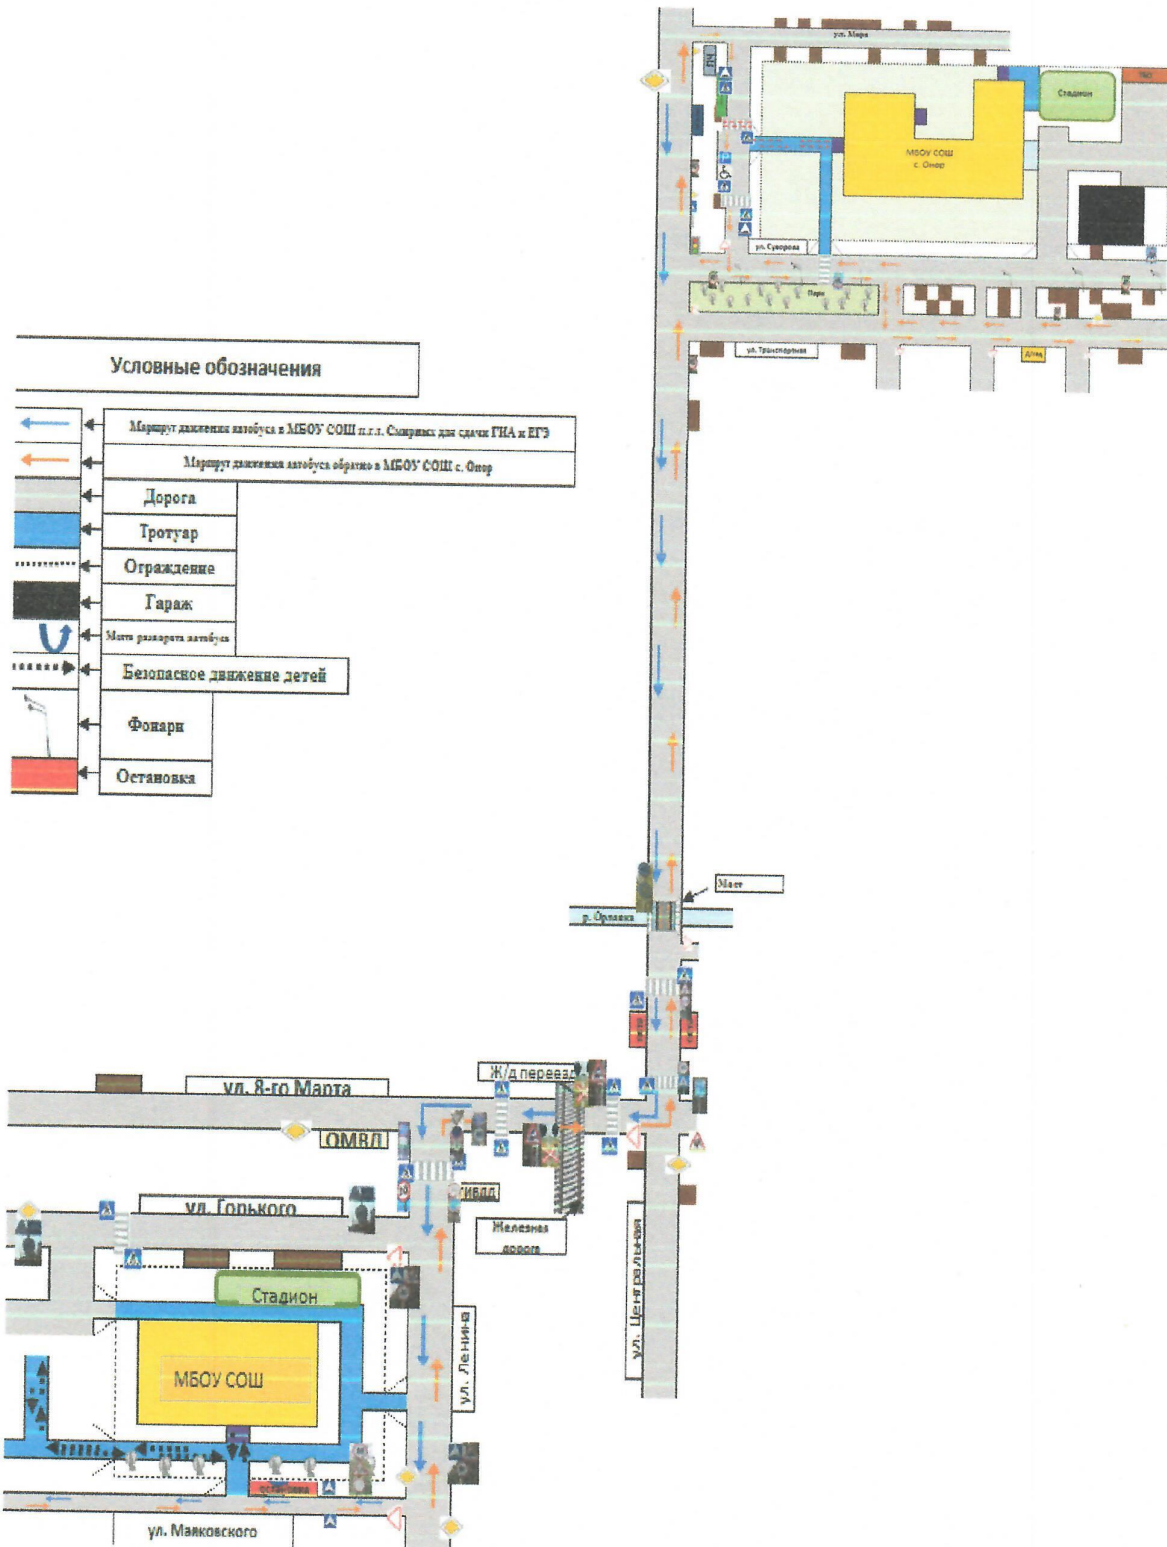 ул. Мира
ПЧ
Стадион
МБОУ СОШ
с. Онор
ул. Суворова
Парк
ул. Транспортная
Условные обозначения
Маршрут движения автобуса в МБОУ СОШ п.г.т. Смирных для сдачи ГИА и ЕГЭ
Маршрут движения автобуса обратно в МБОУ СОШ с. Онор
Дорога
Тротуар
Ограждение
Гараж
Места разворота автобуса
Безопасное движение детей
Фонари
Остановка
Мост
р. Орловка
Ж/д переезд
ул. 8-го Марта
ОМВД
ГИБДД
ул. Горького
Железная
дорога
Стадион
МБОУ СОШ
ул. Ленина
ул. Центральная
остановка
ул. Маяковского